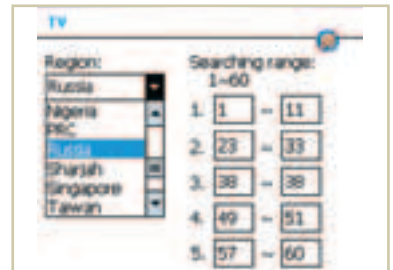 TV
Region:
Russia
Nigeria
PRC
Russia
Sharjah
Singapore
Taiwan
Searching range:
1~60
1. 1 ~ 11
2. 23 ~ 33
3. 38 ~ 38
4. 49 ~ 51
5. 57 ~ 60